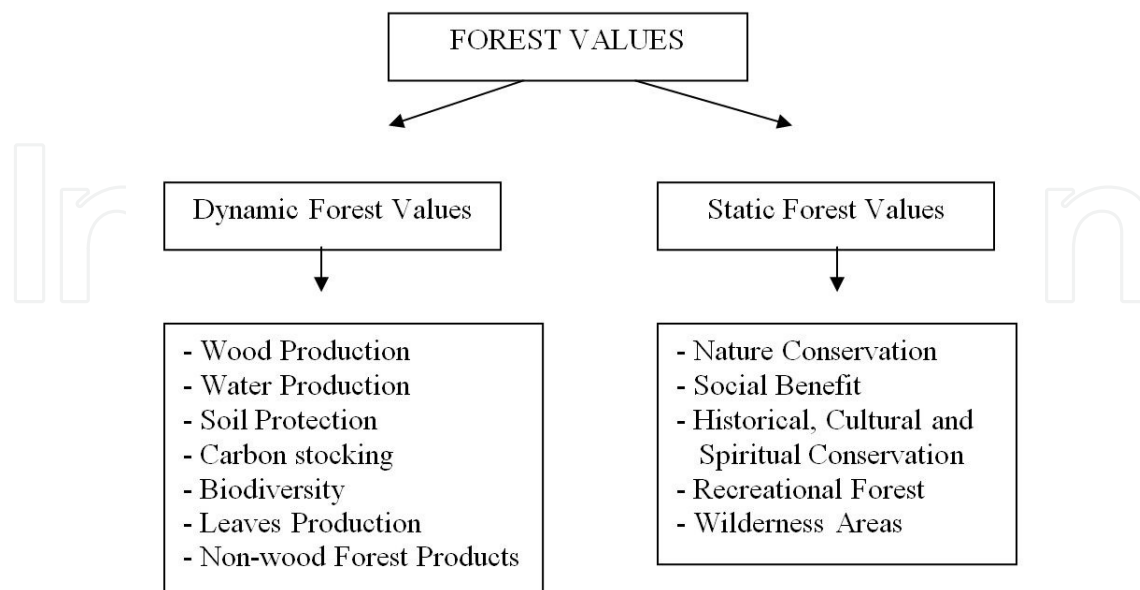 FOREST VALUES
Dynamic Forest Values
- Wood Production
- Water Production
- Soil Protection
- Carbon stocking
- Biodiversity
- Leaves Production
- Non-wood Forest Products
Static Forest Values
- Nature Conservation
- Social Benefit
- Historical, Cultural and
Spiritual Conservation
- Recreational Forest
- Wilderness Areas